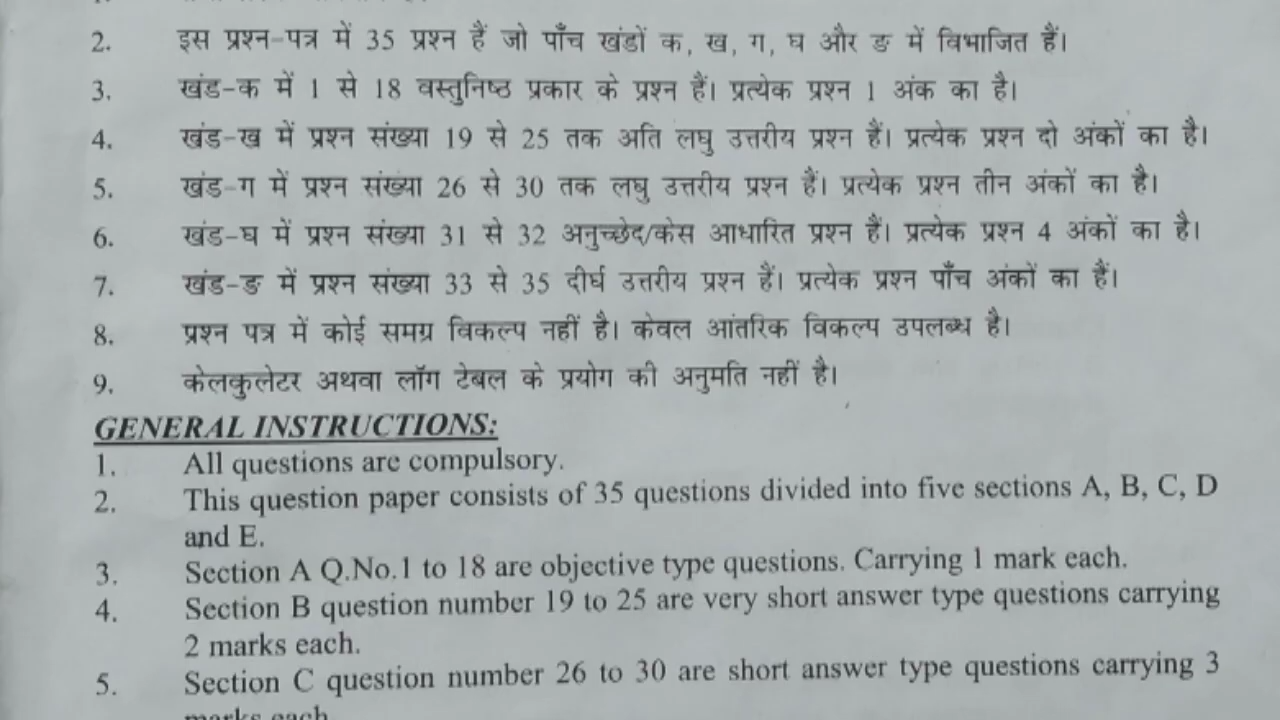 2. इस प्रश्न-पत्र में 35 प्रश्न हैं जो पाँच खंडों क, ख, ग, घ और ङ में विभाजित हैं।
3. खंड-क में 1 से 18 वस्तुनिष्ठ प्रकार के प्रश्न हैं। प्रत्येक प्रश्न 1 अंक का है।
4. खंड-ख में प्रश्न संख्या 19 से 25 तक अति लघु उत्तरीय प्रश्न हैं। प्रत्येक प्रश्न दो अंकों का है।
5. खंड-ग में प्रश्न संख्या 26 से 30 तक लघु उत्तरीय प्रश्न हैं। प्रत्येक प्रश्न तीन अंकों का है।
6. खंड-घ में प्रश्न संख्या 31 से 32 अनुच्छेद/केस आधारित प्रश्न हैं। प्रत्येक प्रश्न 4 अंकों का है।
7. खंड-ङ में प्रश्न संख्या 33 से 35 दीर्घ उत्तरीय प्रश्न हैं। प्रत्येक प्रश्न पाँच अंकों का हैं।
8. प्रश्न पत्र में कोई समग्र विकल्प नहीं है। केवल आंतरिक विकल्प उपलब्ध है।
9. केलकुलेटर अथवा लॉग टेबल के प्रयोग की अनुमति नहीं है।
GENERAL INSTRUCTIONS:
1. All questions are compulsory.
2. This question paper consists of 35 questions divided into five sections A, B, C, D
and E.
3. Section A Q.No.1 to 18 are objective type questions. Carrying 1 mark each.
4. Section B question number 19 to 25 are very short answer type questions carrying
2 marks each.
5. Section C question number 26 to 30 are short answer type questions carrying 3
marks each.